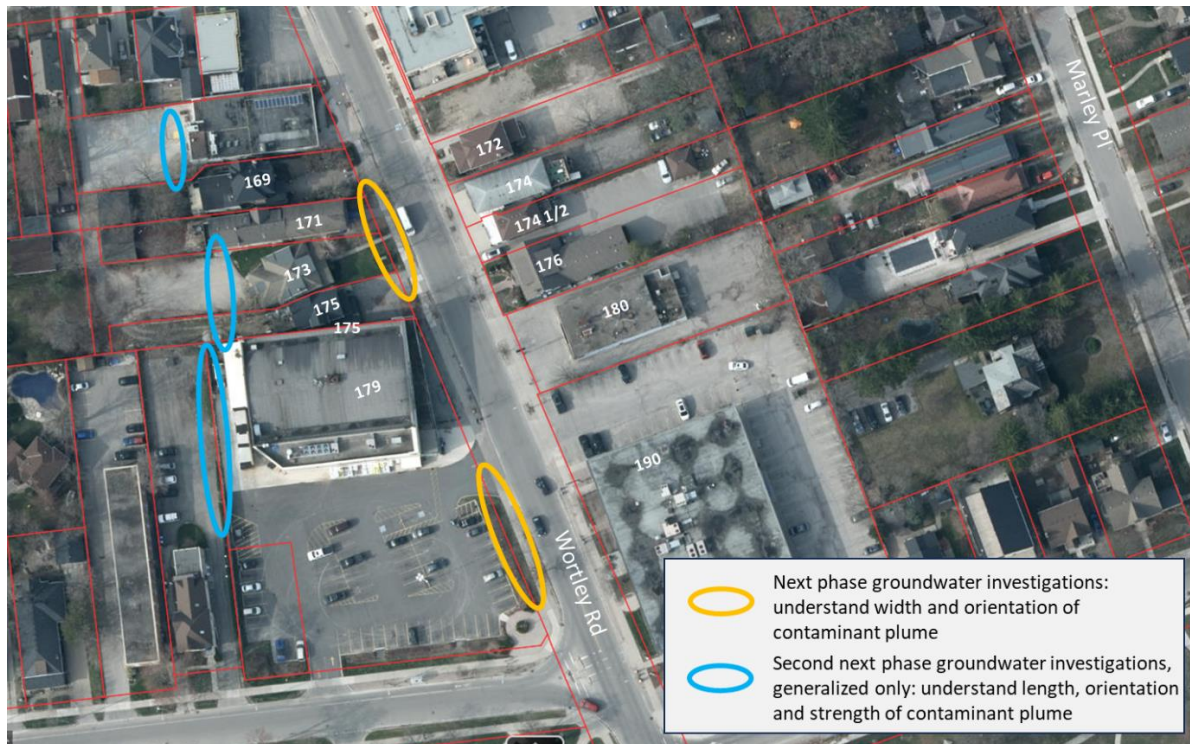 Marley Pl
172
169
174
171
174 1/2
173
176
175
180
175
179
190
Wortley Rd
Next phase groundwater investigations:
understand width and orientation of
contaminant plume
Second next phase groundwater investigations,
generalized only: understand length, orientation
and strength of contaminant plume